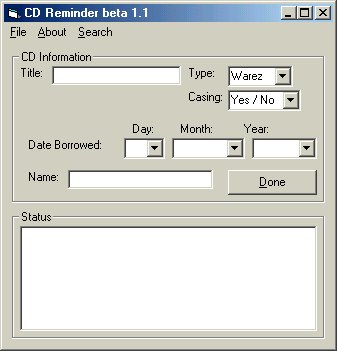 CD Reminder beta 1.1
File About Search
CD Information
Title: Type: Warez
Casing: Yes / No
Day: Month: Year:
Date Borrowed:
Name: Done
Status